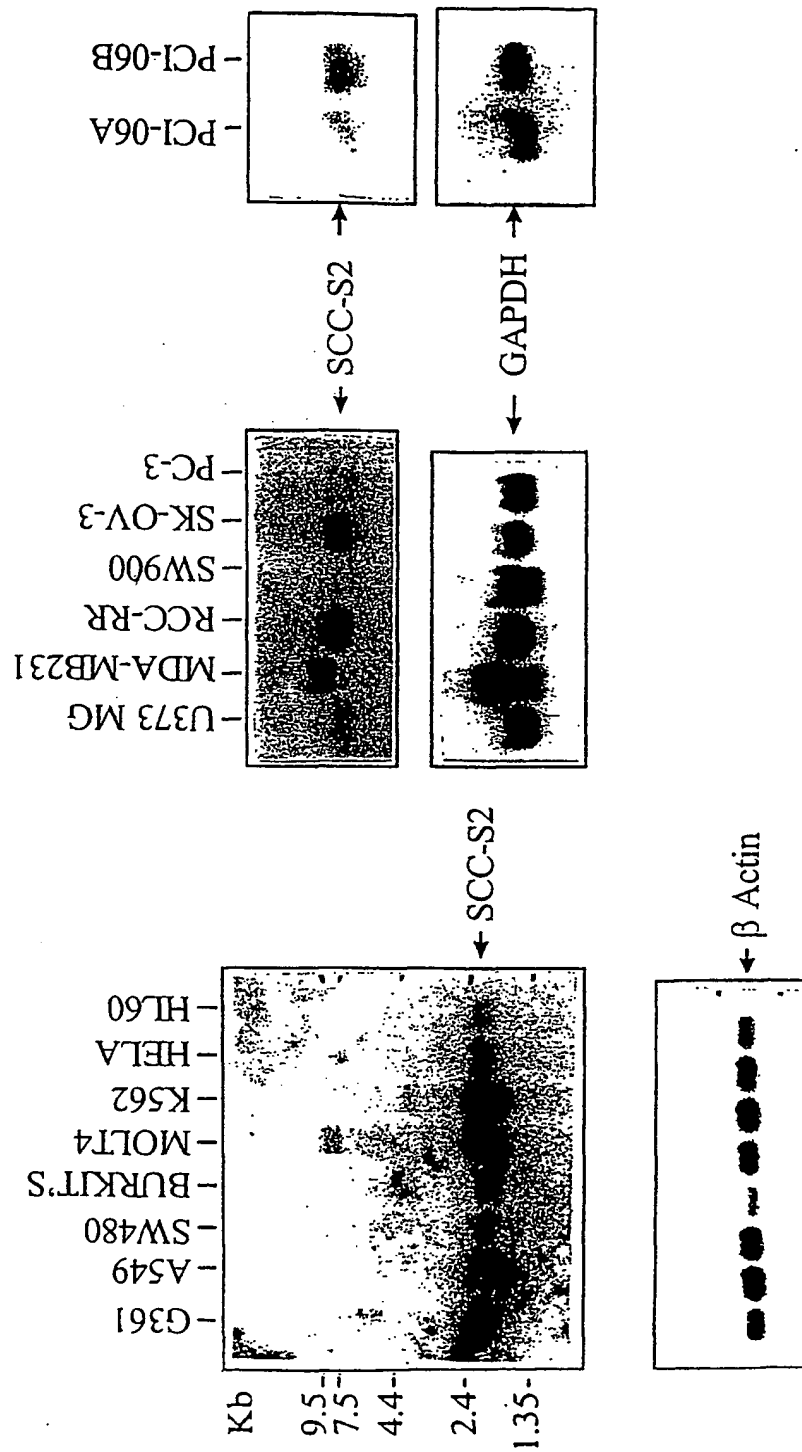 Kb
9.5-
7.5-
4.4-
2.4-
1.35-
G361
A549
SW480
BURKIT'S
MOLT4
K562
HELA
HL60
SCC-S2
β Actin
U373 MG
MDA-MB231
RCC-RR
SW900
SK-OV-3
PC-3
SCC-S2
GAPDH
PCI-06A
PCI-06B